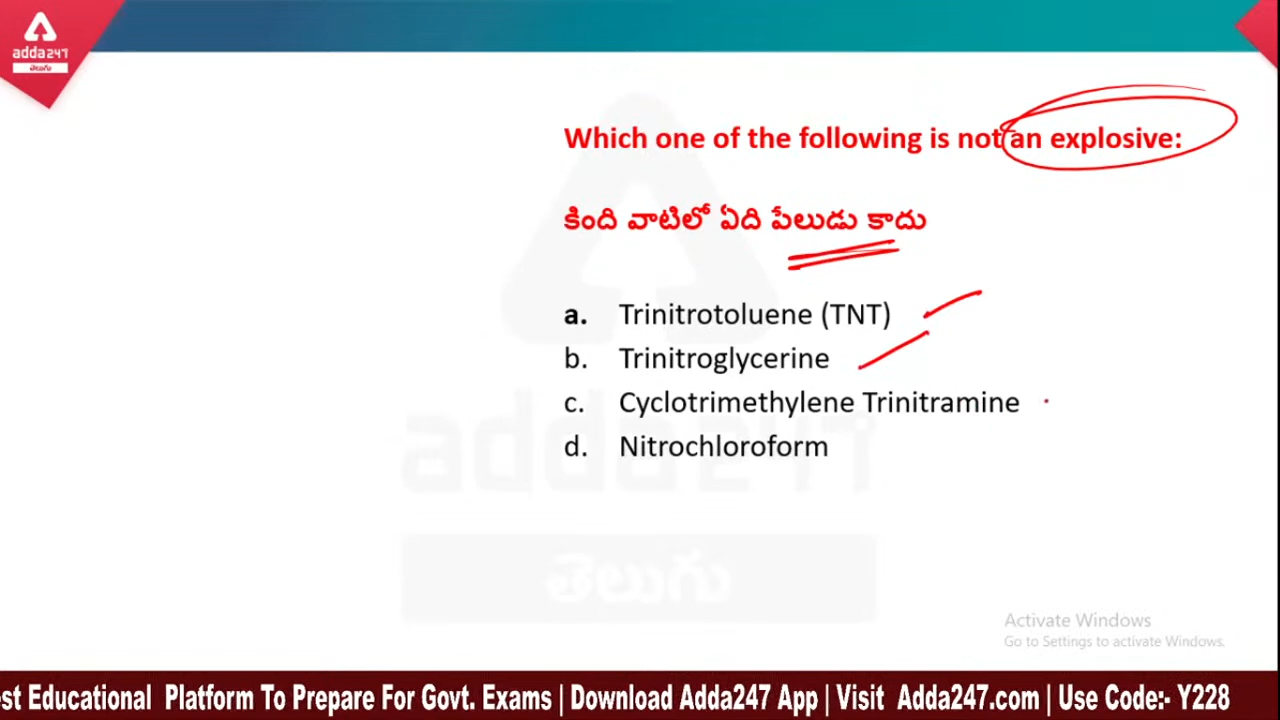 adda247
తెలుగు
Which one of the following is not an explosive:
కింది వాటిలో ఏది పేలుడు కాదు
a. Trinitrotoluene (TNT)
b. Trinitroglycerine
c. Cyclotrimethylene Trinitramine
d. Nitrochloroform
adda247
తెలుగు
Activate Windows
Go to Settings to activate Windows.
est Educational Platform To Prepare For Govt. Exams | Download Adda247 App | Visit Adda247.com | Use Code:- Y228